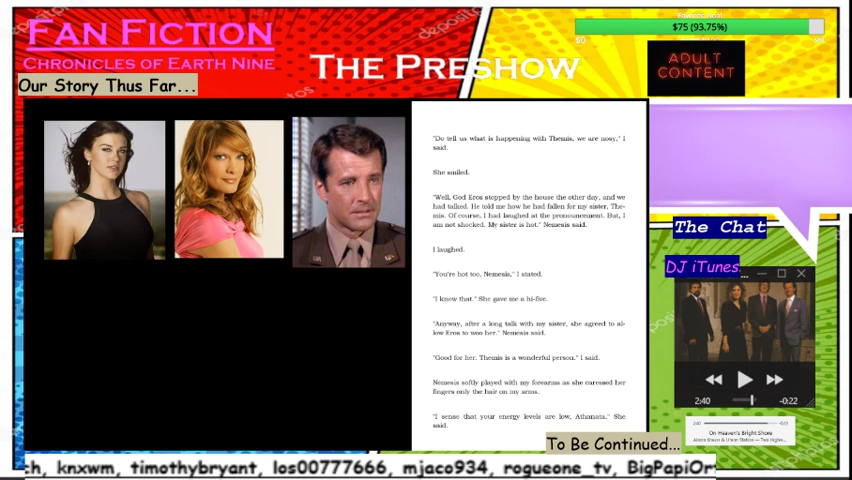 FAN FICTION
CHRONICLES OF EARTH NINE
THE PRESHOW
$75 (93.75%)
$0
ADULT
CONTENT
Our Story Thus Far...
"Do tell us what is happening with Themis, we are nosy," I
said.
She smiled.
"Well, God Eros stopped by the house the other day, and we
had talked. He told me how he had fallen for my sister, The-
mis. Of course, I had laughed at the pronouncement. But, I
am not shocked. My sister is hot." Nemesis said.
I laughed.
"You're hot too, Nemesis," I stated.
"I know that." She gave me a hi-five.
"Anyway, after a long talk with my sister, she agreed to al-
low Eros to woo her." Nemesis said.
"Good for her. Themis is a wonderful person." I said.
Nemesis softly played with my forearms as she caressed her
fingers only the hair on my arms.
"I sense that your energy levels are low, Athamata." She
said.
The Chat
DJ iTunes
...
2:40
-0:22
On Heaven's Bright Shore
Alison Krauss & Union Station — Two Highw...
To Be Continued...
ch, knxwm, timothybryant, los00777666, mjaco934, rogueone_tv, BigPapiOr